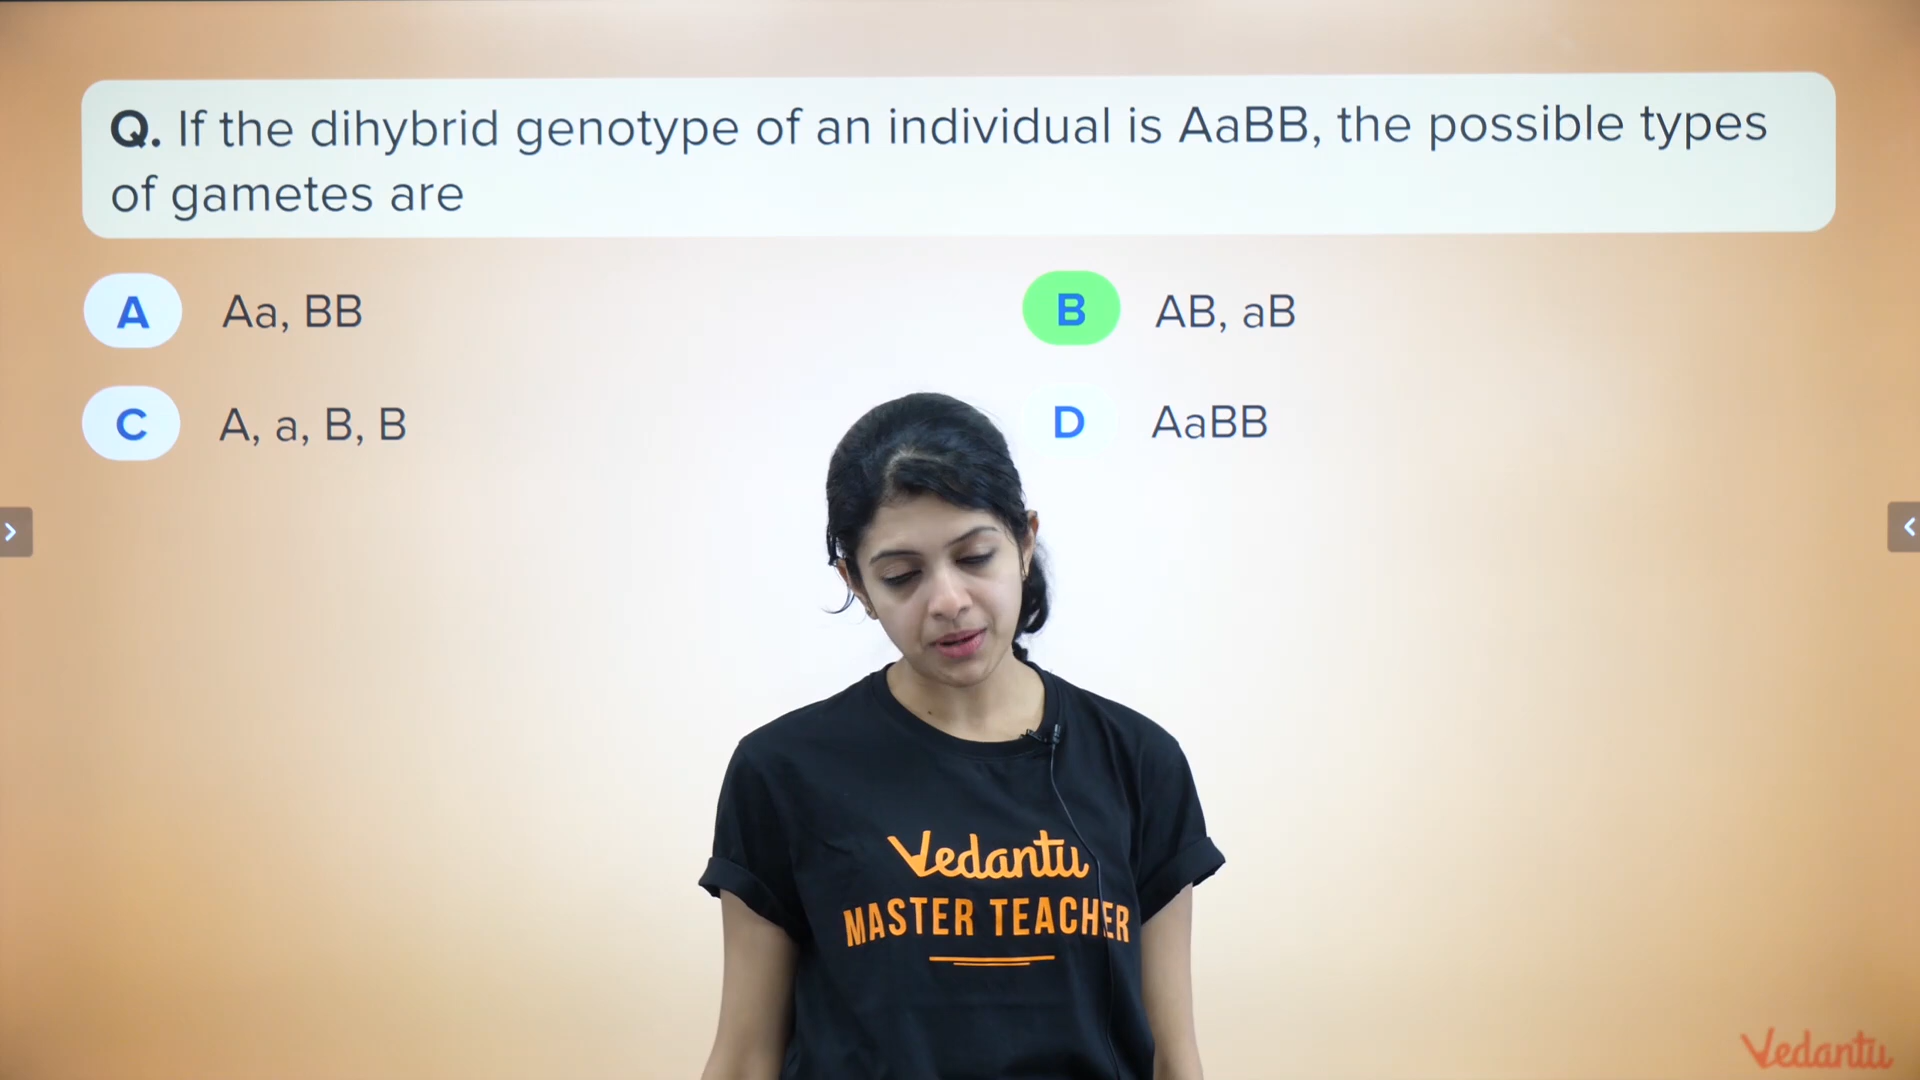 Q. If the dihybrid genotype of an individual is AaBB, the possible types
of gametes are
A Aa, BB
B AB, aB
C A, a, B, B
D AaBB
Vedantu
MASTER TEACHER
Vedantu